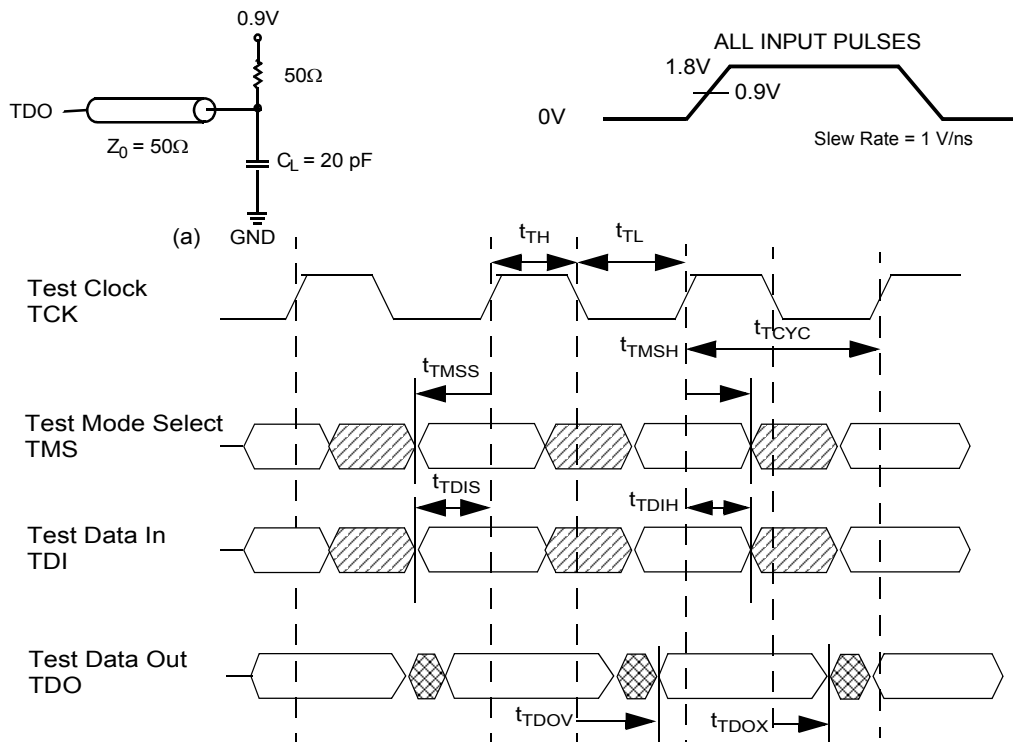 0.9V
50Ω
TDO
Z0 = 50Ω
CL = 20 pF
(a)
GND
ALL INPUT PULSES
1.8V
0.9V
0V
Slew Rate = 1 V/ns
tTH
tTL
Test Clock
TCK
tTMSH
tTCYC
tTMSS
Test Mode Select
TMS
tTDIS
tTDIH
Test Data In
TDI
Test Data Out
TDO
tTDOV
tTDOX